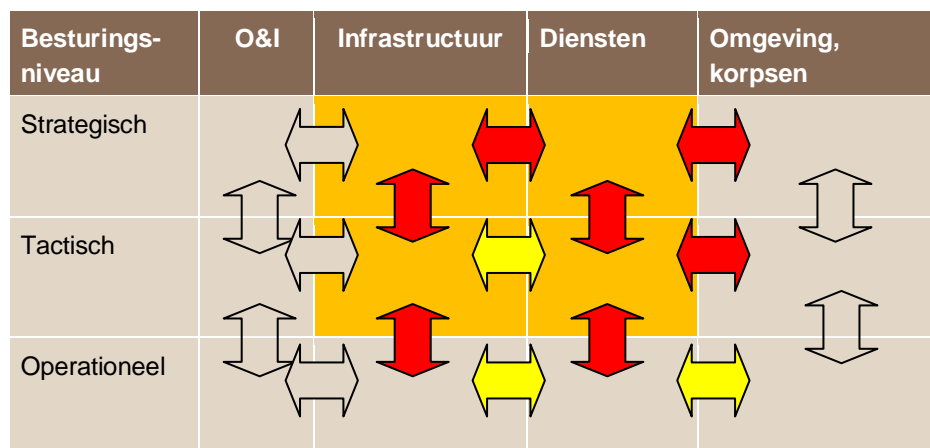 Besturings-
niveau
O&I
Infrastructuur
Diensten
Omgeving,
korpsen
Strategisch
Tactisch
Operationeel